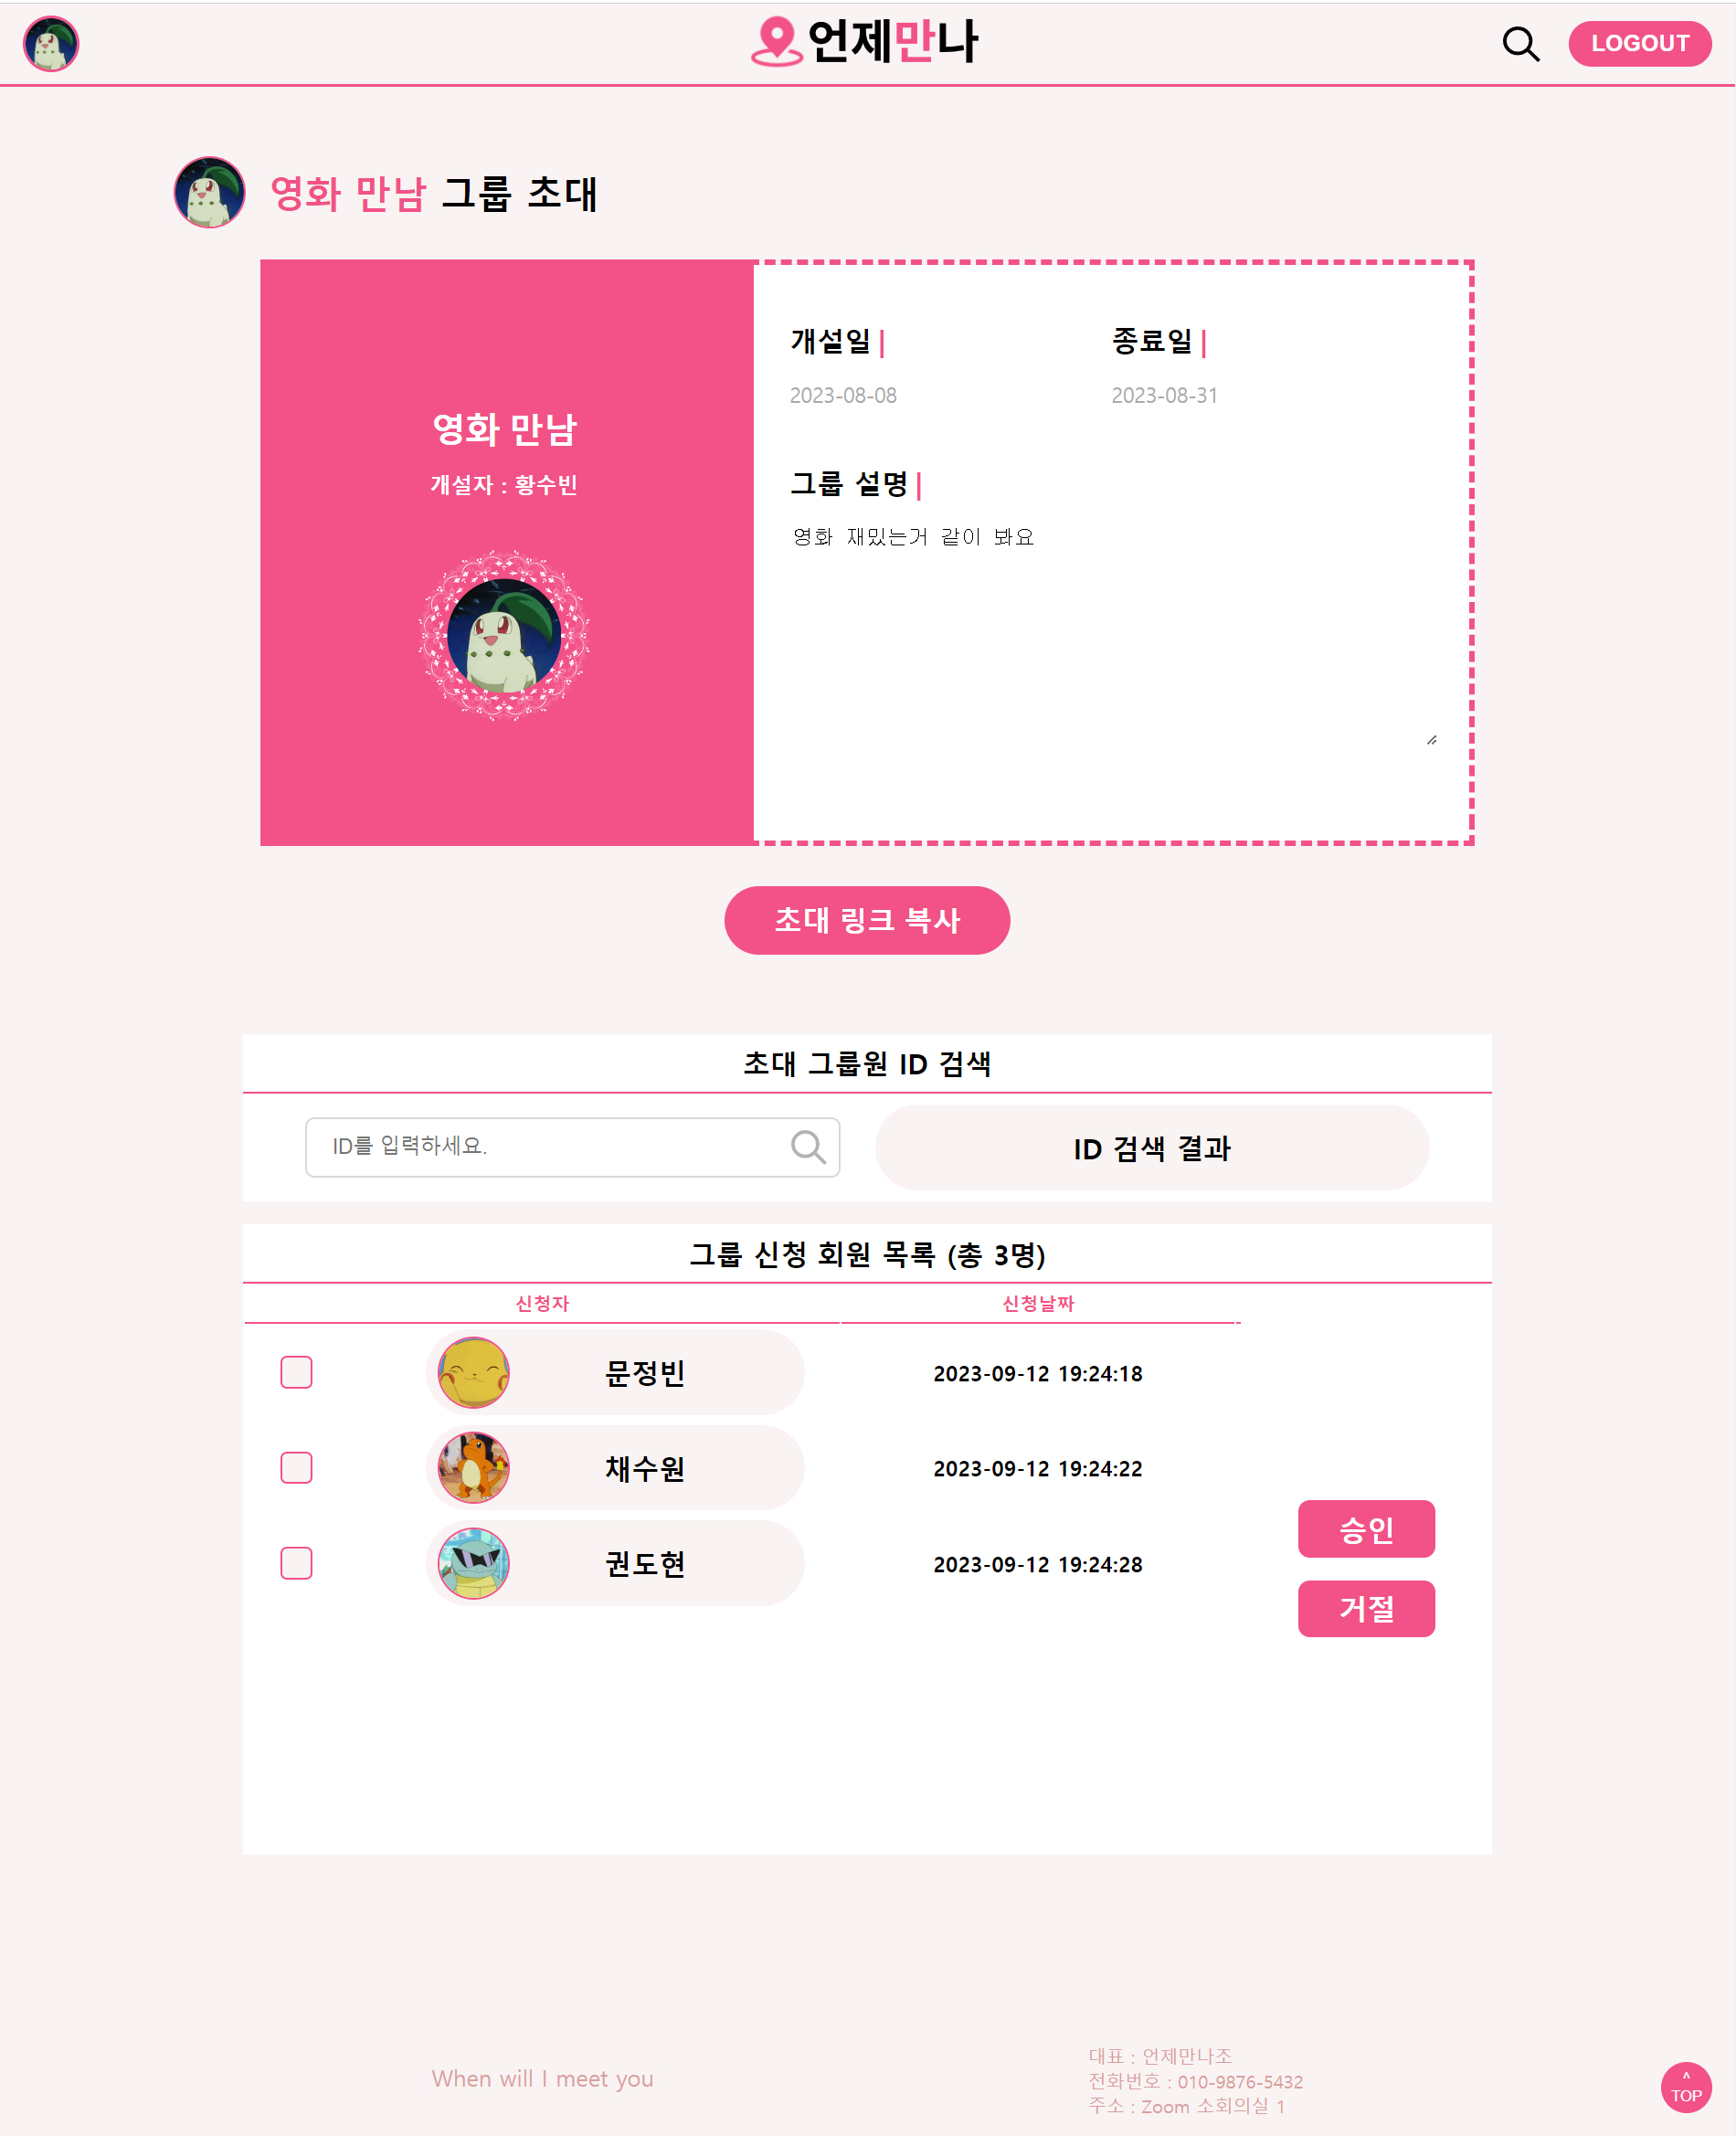 언제만나
LOGOUT
영화 만남 그룹 초대
영화 만남
개설자 : 황수빈
개설일|
2023-08-08
종료일|
2023-08-31
그룹 설명|
영화 재밌는거 같이 봐요
초대 링크 복사
초대 그룹원 ID 검색
ID를 입력하세요.
ID 검색 결과
그룹 신청 회원 목록 (총 3명)
신청자 신청날짜
문정빈 2023-09-12 19:24:18
채수원 2023-09-12 19:24:22
권도현 2023-09-12 19:24:28
승인
거절
When will I meet you
대표 : 언제만나조
전화번호 : 010-9876-5432
주소 : Zoom 소회의실 1
^
TOP